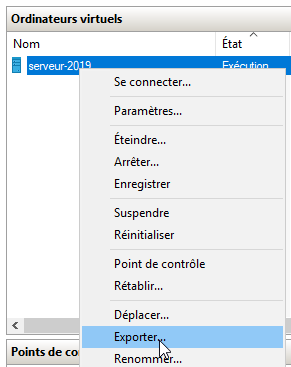 Ordinateurs virtuels
Nom État
serveur-2019 Exécution
Se connecter...
Paramètres...
Éteindre...
Arrêter...
Enregistrer
Suspendre
Réinitialiser
Point de contrôle
Rétablir...
Déplacer...
Exporter...
Points de co
Renommer...